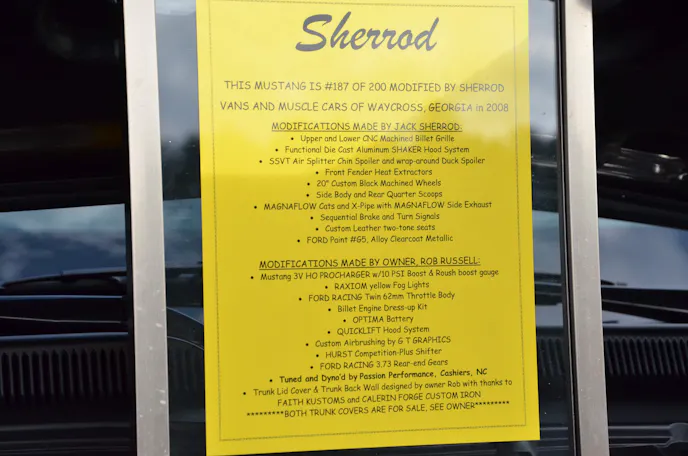 Sherrod
THIS MUSTANG IS #187 OF 200 MODIFIED BY SHERROD
VANS AND MUSCLE CARS OF WAYCROSS, GEORGIA in 2008
MODIFICATIONS MADE BY JACK SHERROD:
• Upper and Lower CNC Machined Billet Grille
• Functional Die Cast Aluminum SHAKER Hood System
• SSVT Air Splitter Chin Spoiler and wrap-around Duck Spoiler
• Front Fender Heat Extractors
• 20" Custom Black Machined Wheels
• Side Body and Rear Quarter Scoops
• MAGNAFLOW Cats and X-Pipe with MAGNAFLOW Side Exhaust
• Sequential Brake and Turn Signals
• Custom Leather two-tone seats
• FORD Paint #G5, Alloy Clearcoat Metallic
MODIFICATIONS MADE BY OWNER, ROB RUSSELL:
• Mustang 3V HO PROCHARGER w/10 PSI Boost & Roush boost gauge
• RAXIOM yellow Fog Lights
• FORD RACING Twin 62mm Throttle Body
• Billet Engine Dress-up Kit
• OPTIMA Battery
• QUICKLIFT Hood System
• Custom Airbrushing by G T GRAPHICS
• HURST Competition-Plus Shifter
• FORD RACING 3.73 Rear-end Gears
• Tuned and Dyno'd by Passion Performance, Cashiers, NC
• Trunk Lid Cover & Trunk Back Wall designed by owner Rob with thanks to
FAITH KUSTOMS and CALERIN FORGE CUSTOM IRON
*********BOTH TRUNK COVERS ARE FOR SALE, SEE OWNER*********